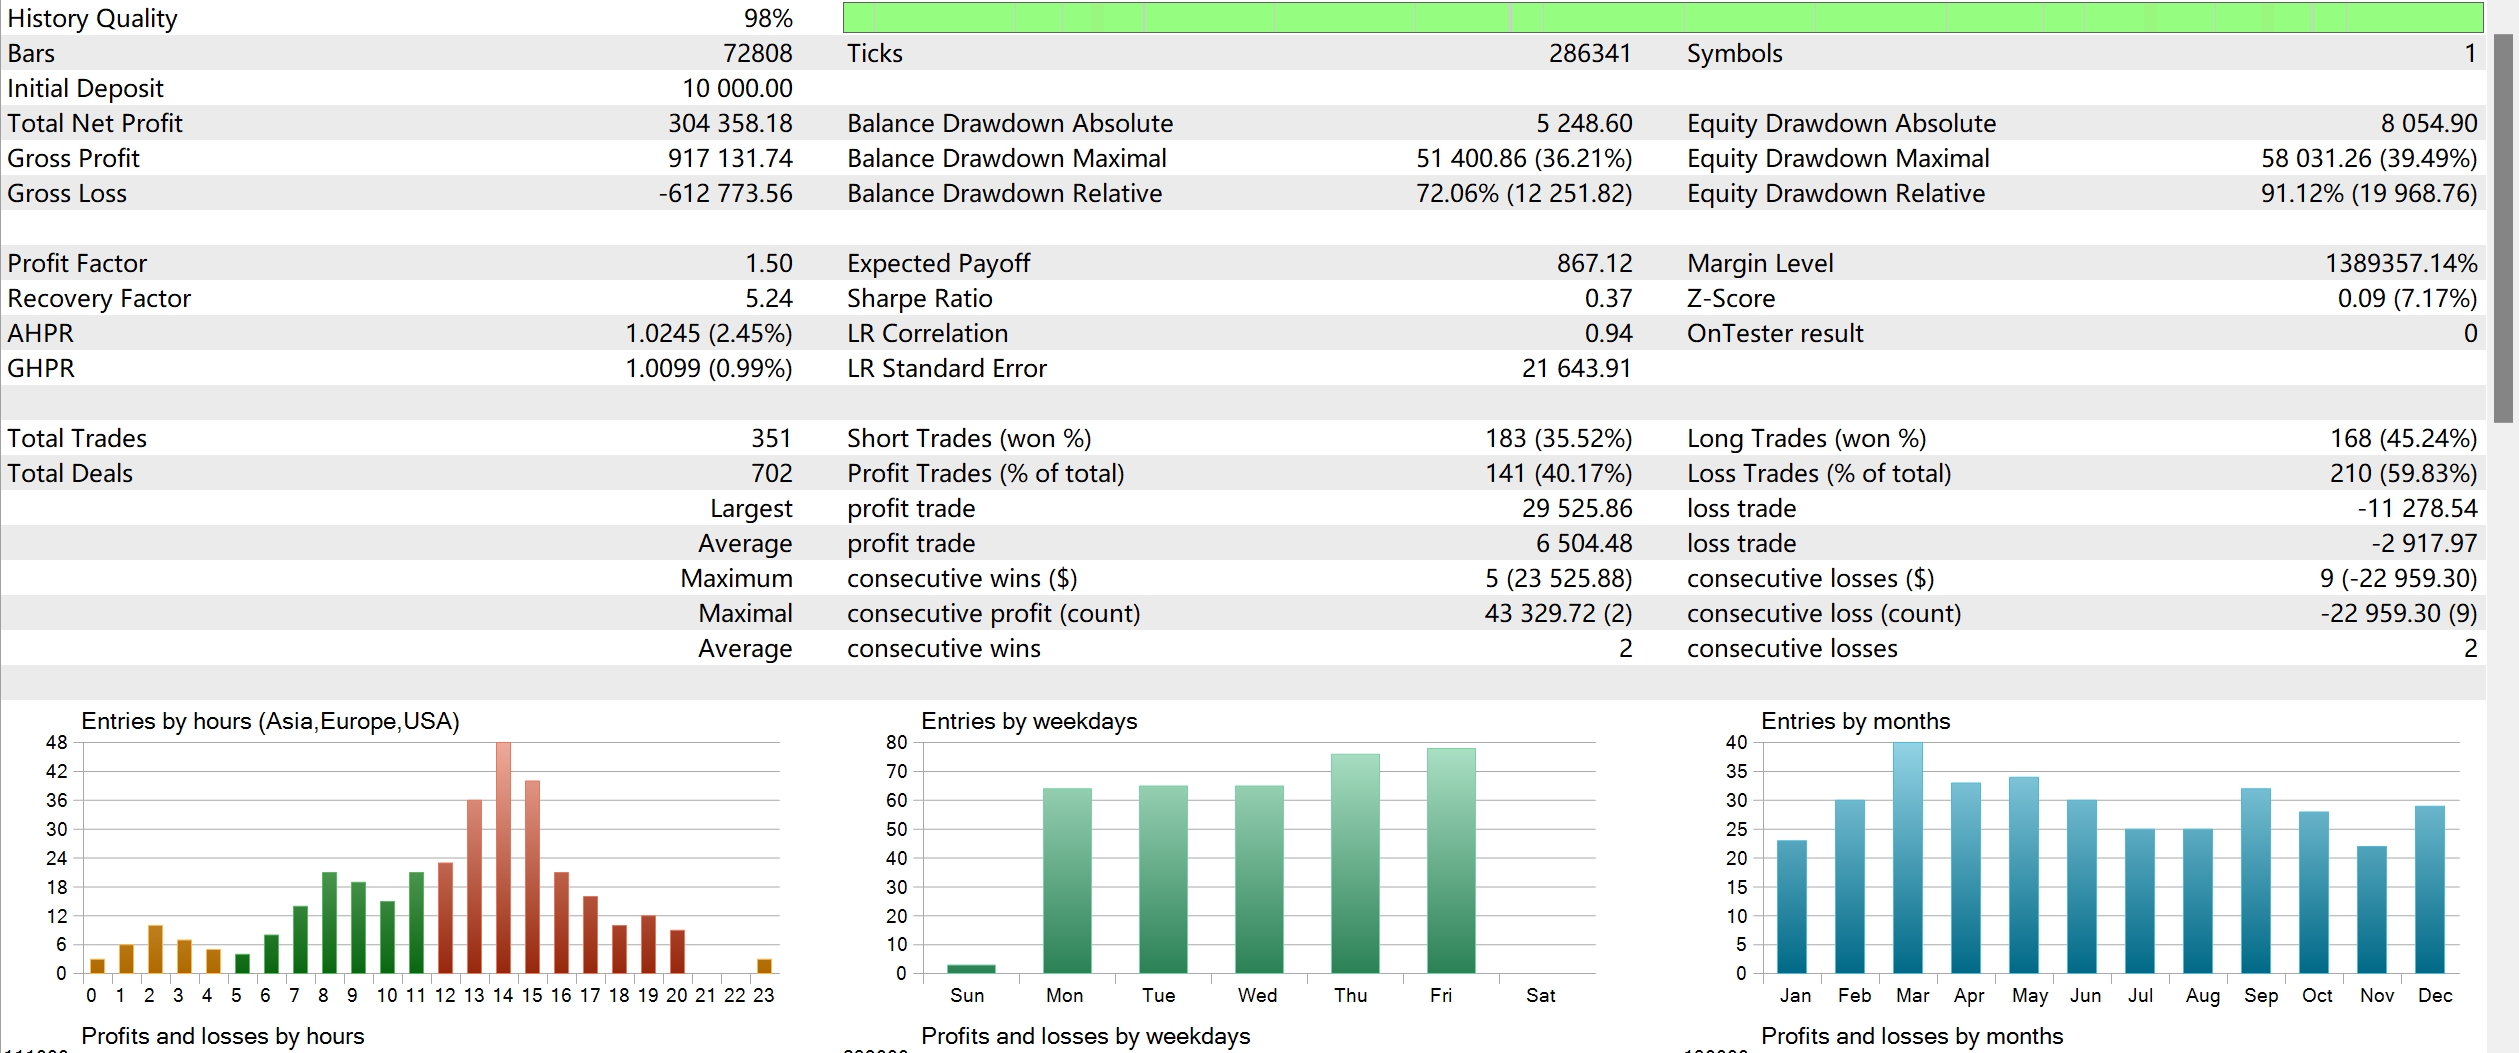 History Quality 98%
Bars 72808 Ticks 286341 Symbols 1
Initial Deposit 10 000.00
Total Net Profit 304 358.18 Balance Drawdown Absolute 5 248.60 Equity Drawdown Absolute 8 054.90
Gross Profit 917 131.74 Balance Drawdown Maximal 51 400.86 (36.21%) Equity Drawdown Maximal 58 031.26 (39.49%)
Gross Loss -612 773.56 Balance Drawdown Relative 72.06% (12 251.82) Equity Drawdown Relative 91.12% (19 968.76)
Profit Factor 1.50 Expected Payoff 867.12 Margin Level 1389357.14%
Recovery Factor 5.24 Sharpe Ratio 0.37 Z-Score 0.09 (7.17%)
AHPR 1.0245 (2.45%) LR Correlation 0.94 OnTester result 0
GHPR 1.0099 (0.99%) LR Standard Error 21 643.91
Total Trades 351 Short Trades (won %) 183 (35.52%) Long Trades (won %) 168 (45.24%)
Total Deals 702 Profit Trades (% of total) 141 (40.17%) Loss Trades (% of total) 210 (59.83%)
Largest profit trade 29 525.86 loss trade -11 278.54
Average profit trade 6 504.48 loss trade -2 917.97
Maximum consecutive wins ($) 5 (23 525.88) consecutive losses ($) 9 (-22 959.30)
Maximal consecutive profit (count) 43 329.72 (2) consecutive loss (count) -22 959.30 (9)
Average consecutive wins 2 consecutive losses 2
Entries by hours (Asia,Europe,USA)
48
42
36
30
24
18
12
6
0
0 1 2 3 4 5 6 7 8 9 10 11 12 13 14 15 16 17 18 19 20 21 22 23
Entries by weekdays
80
70
60
50
40
30
20
10
0
Sun Mon Tue Wed Thu Fri Sat
Entries by months
40
35
30
25
20
15
10
5
0
Jan Feb Mar Apr May Jun Jul Aug Sep Oct Nov Dec
Profits and losses by hours Profits and losses by weekdays Profits and losses by months